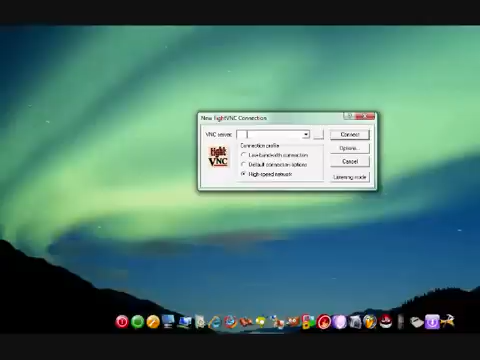 New TightVNC Connection
VNC server:
Connect
Connection profile
Low-bandwidth connection
Options...
Default connection options
Cancel
High-speed network
Listening mode
Tight
VNC